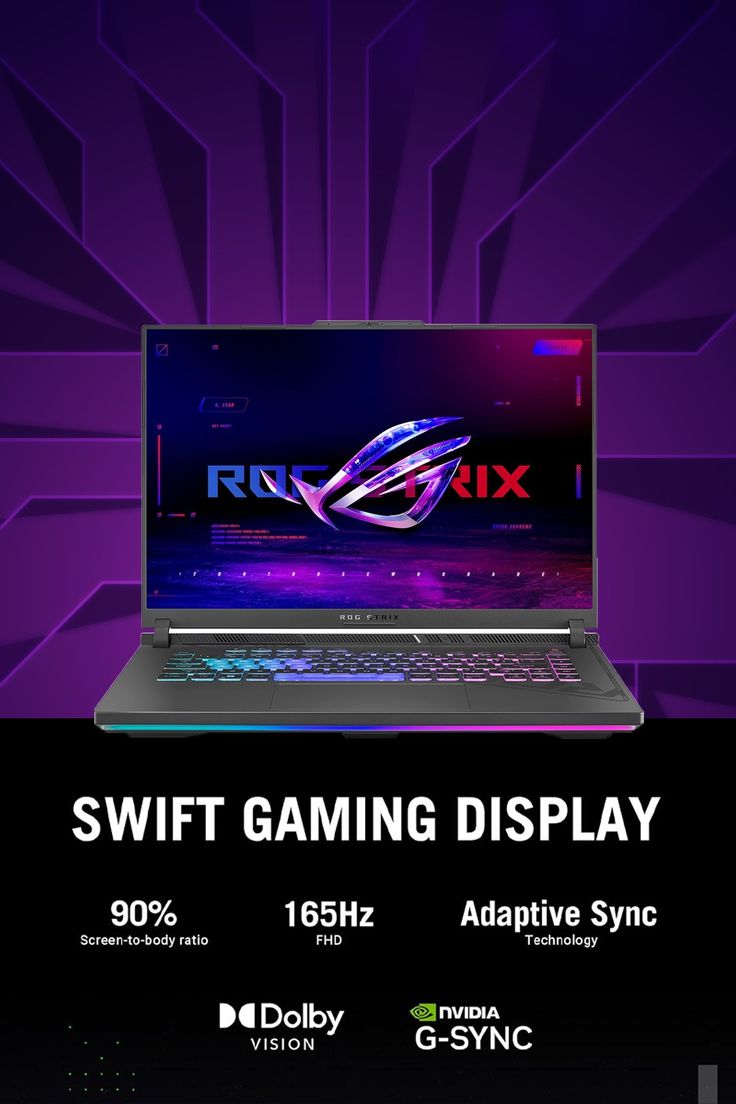 ROG STRIX
ROG STRIX
SWIFT GAMING DISPLAY
90%
Screen-to-body ratio
165Hz
FHD
Adaptive Sync
Technology
Dolby
VISION
NVIDIA
G-SYNC